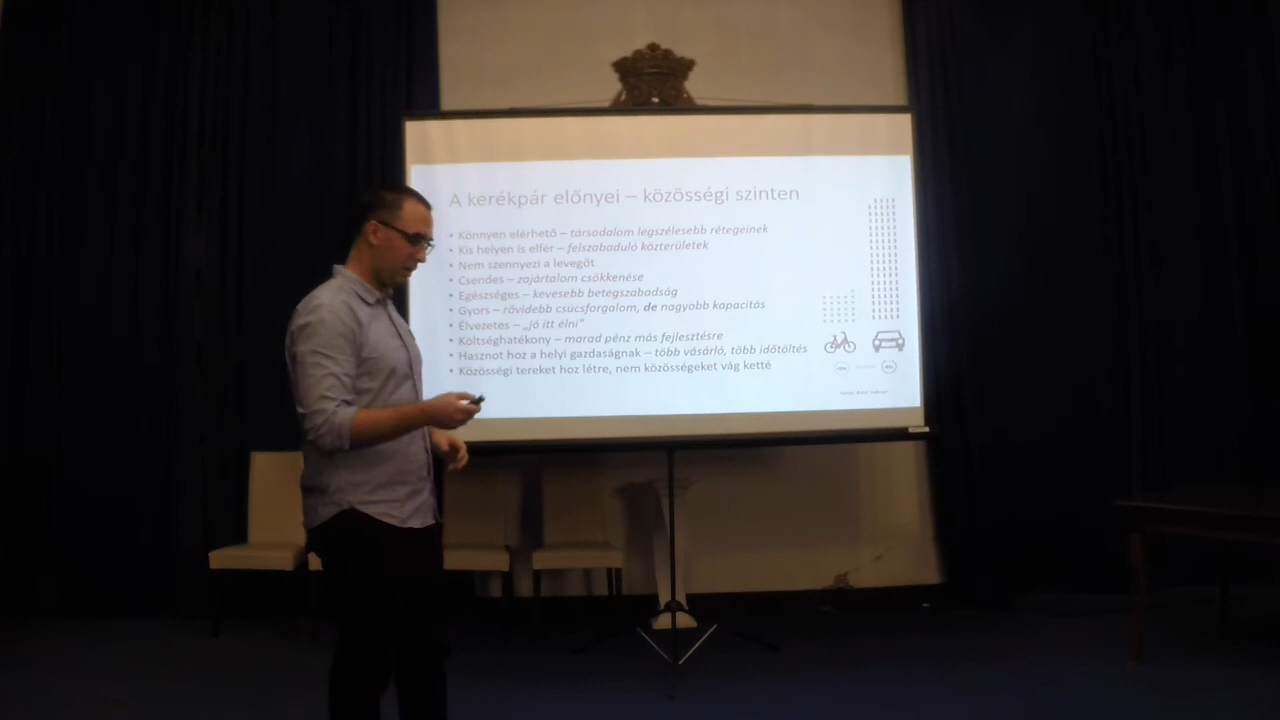 A kerékpár előnyei – közösségi szinten
• Könnyen elérhető – társadalom legszélesebb rétegeinek
• Kis helyen is elfér – felszabaduló közterületek
• Nem szennyezi a levegőt
• Csendes – zajártalom csökkenése
• Egészséges – kevesebb betegszabadság
• Gyors – rövidebb csúcsforgalom, de nagyobb kapacitás
• Élvezetes – „jó itt élni”
• Költséghatékony – marad pénz más fejlesztésre
• Hasznot hoz a helyi gazdaságnak – több vásárló, több időtöltés
• Közösségi tereket hoz létre, nem közösségeket vág ketté